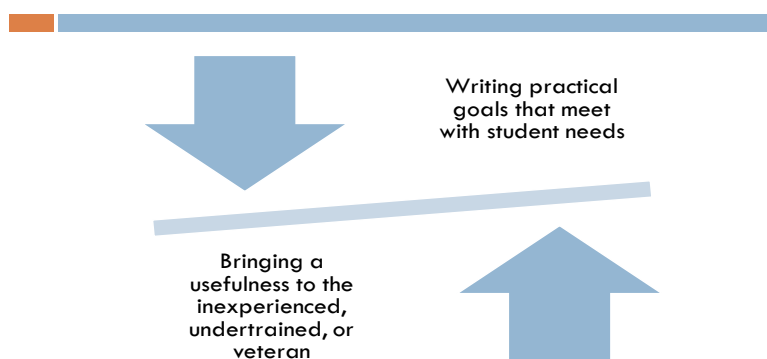 Writing practical
goals that meet
with student needs
Bringing a
usefulness to the
inexperienced,
undertrained, or
veteran